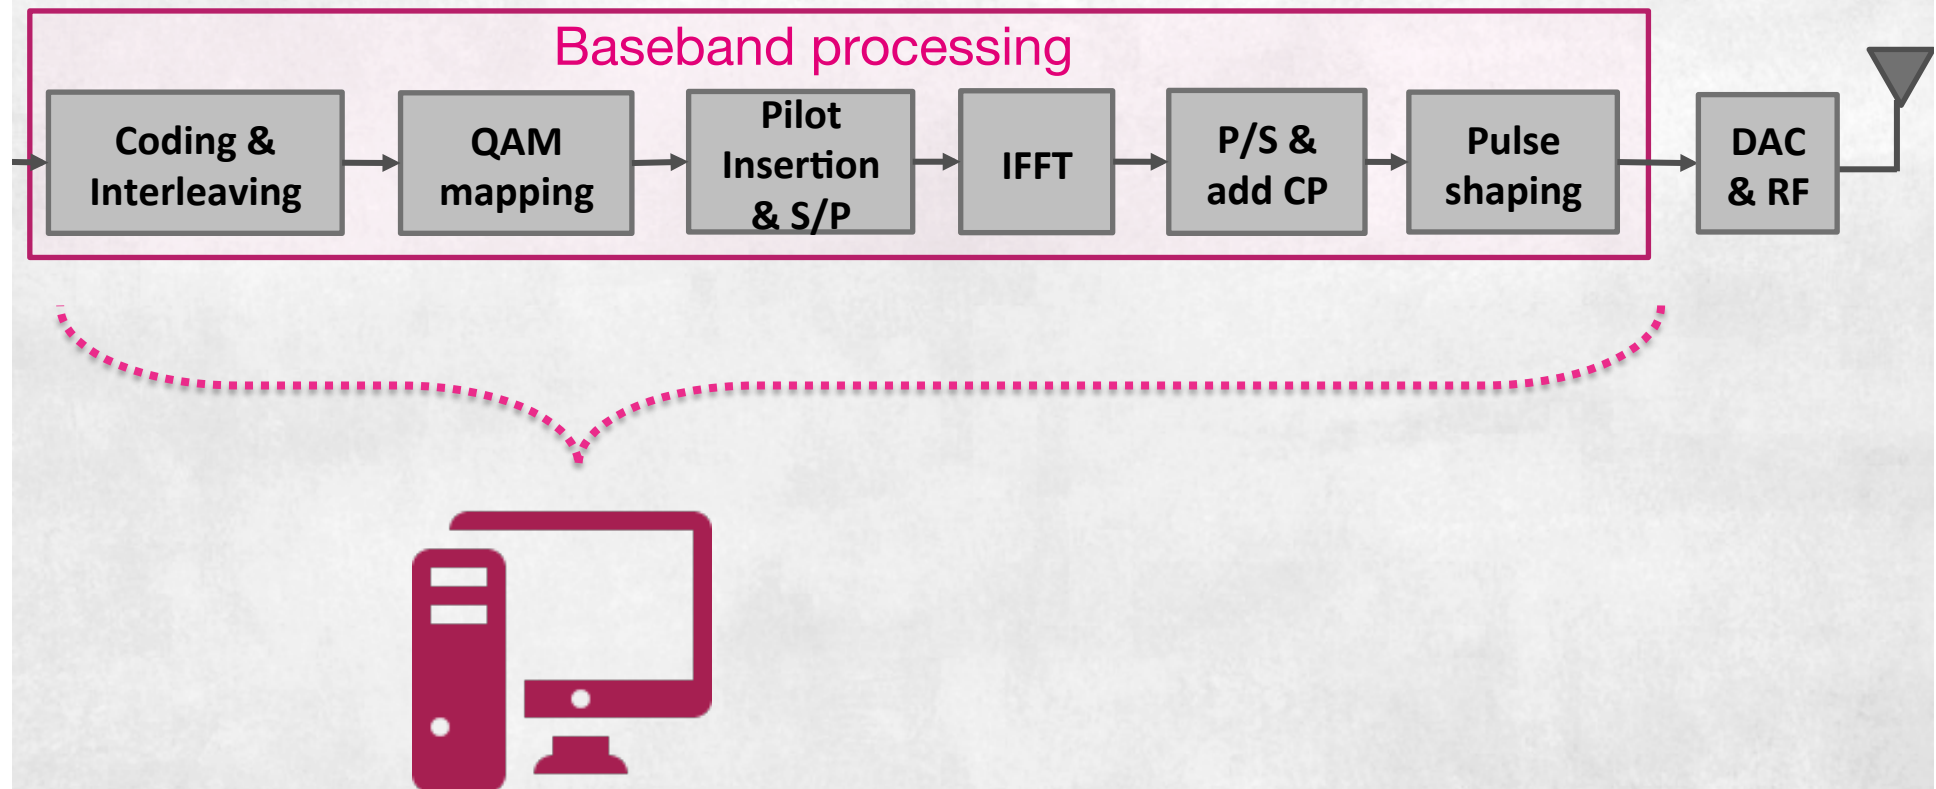 Baseband processing
Coding &
Interleaving
QAM
mapping
Pilot
Insertion
& S/P
IFFT
P/S &
add CP
Pulse
shaping
DAC
& RF